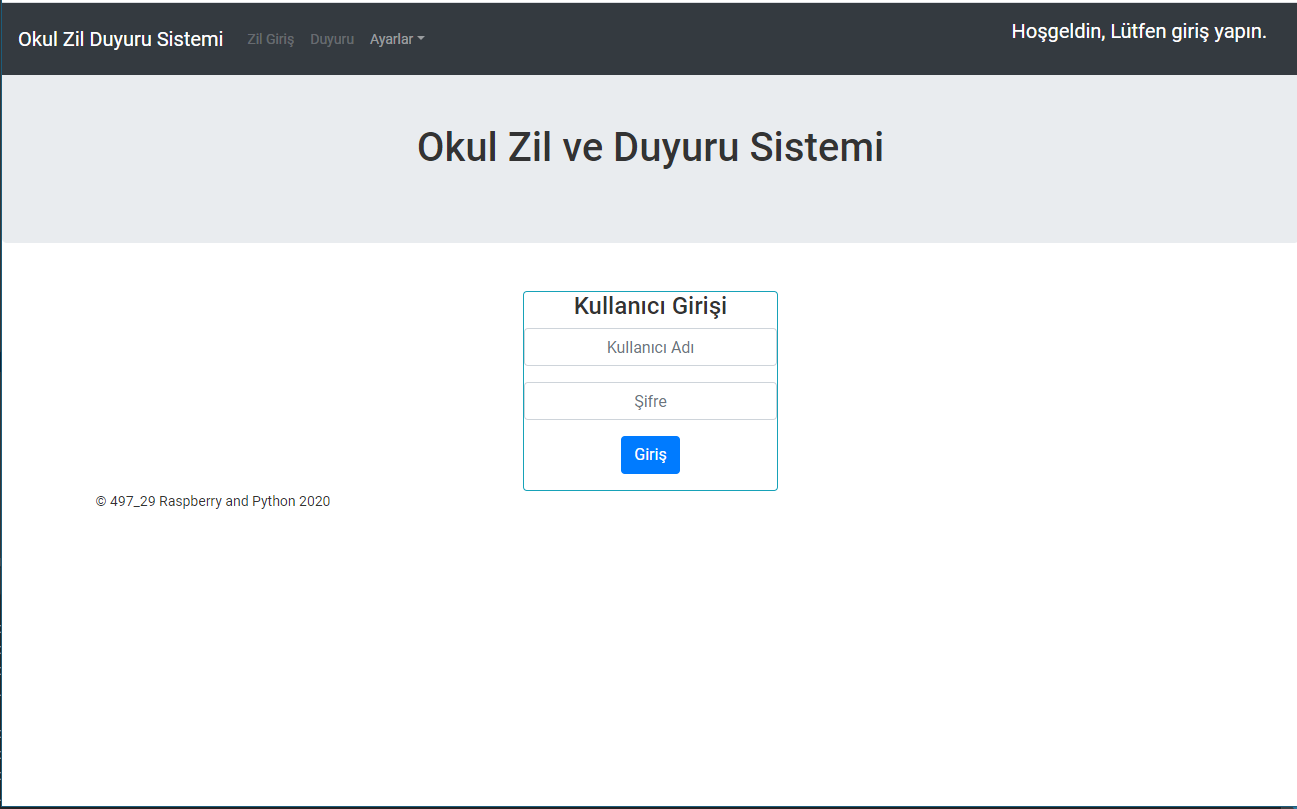 Okul Zil Duyuru Sistemi Zil Giriş Duyuru Ayarlar Hoşgeldin, Lütfen giriş yapın.
Okul Zil ve Duyuru Sistemi
Kullanıcı Girişi
Kullanıcı Adı
Şifre
Giriş
© 497_29 Raspberry and Python 2020